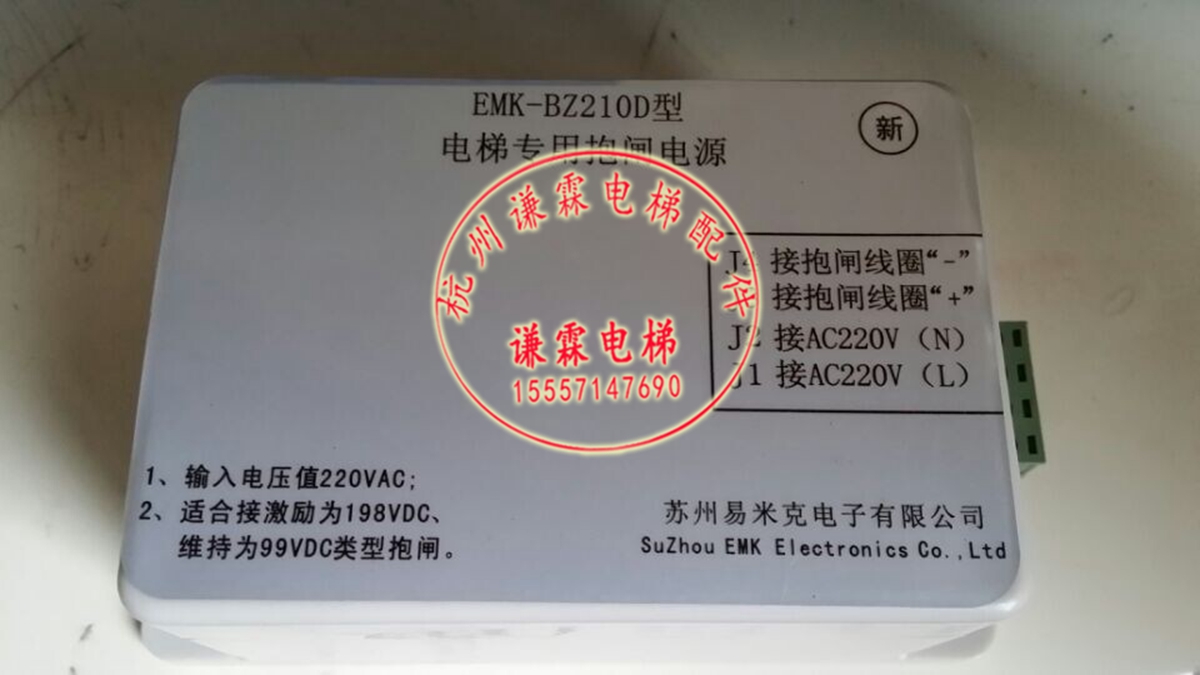 EMK-BZ210D型
新
电梯专用抱闸电源
杭州谦霖电梯配件
谦霖电梯
15557147690
J4 接抱闸线圈“-”
接抱闸线圈“+”
J2 接AC220V（N）
J1 接AC220V（L）
1、输入电压值220VAC;
2、适合接激励为198VDC、
维持为99VDC类型抱闸。
苏州易米克电子有限公司
SuZhou EMK Electronics Co.,Ltd